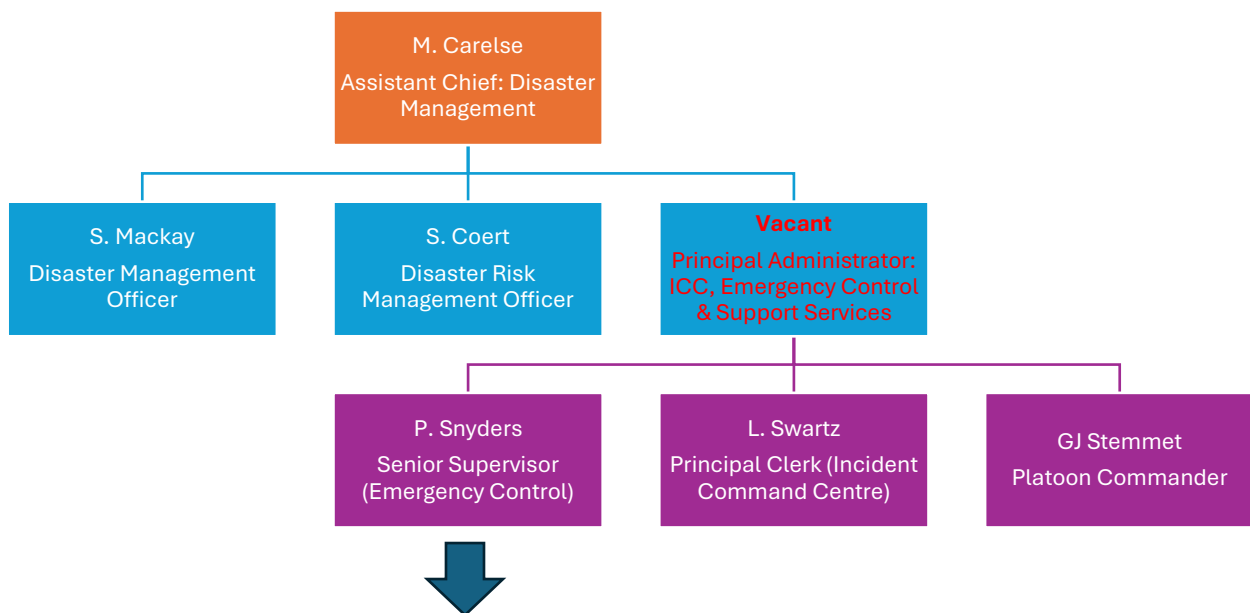 M. Carelse
Assistant Chief: Disaster
Management
S. Mackay
Disaster Management
Officer
S. Coert
Disaster Risk
Management Officer
Vacant
Principal Administrator:
ICC, Emergency Control
& Support Services
P. Snyders
Senior Supervisor
(Emergency Control)
L. Swartz
Principal Clerk (Incident
Command Centre)
GJ Stemmet
Platoon Commander